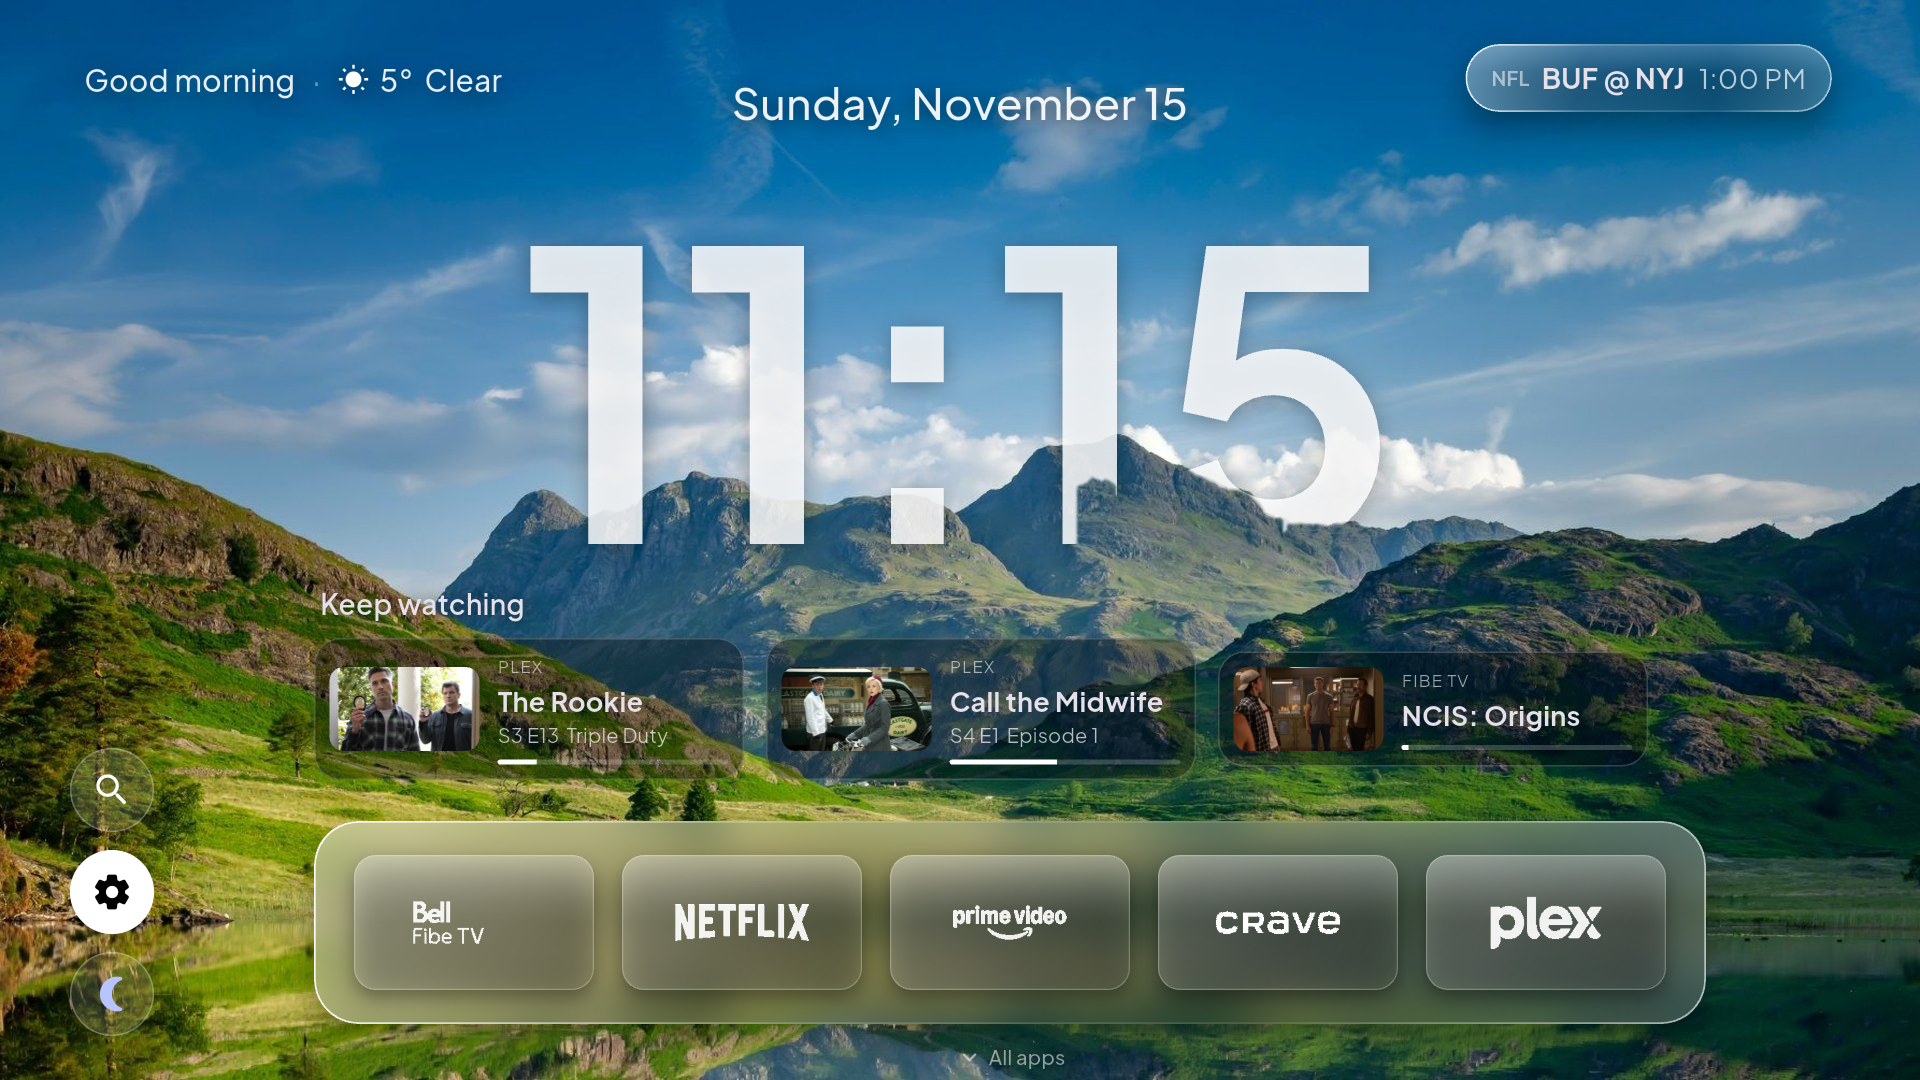 Good morning · 5° Clear
Sunday, November 15
NFL BUF @ NYJ 1:00 PM
11:15
Keep watching
PLEX
The Rookie
S3 E13 Triple Duty
PLEX
Call the Midwife
S4 E1 Episode 1
FIBE TV
NCIS: Origins
Bell
Fibe TV
NETFLIX
prime video
crave
plex
All apps